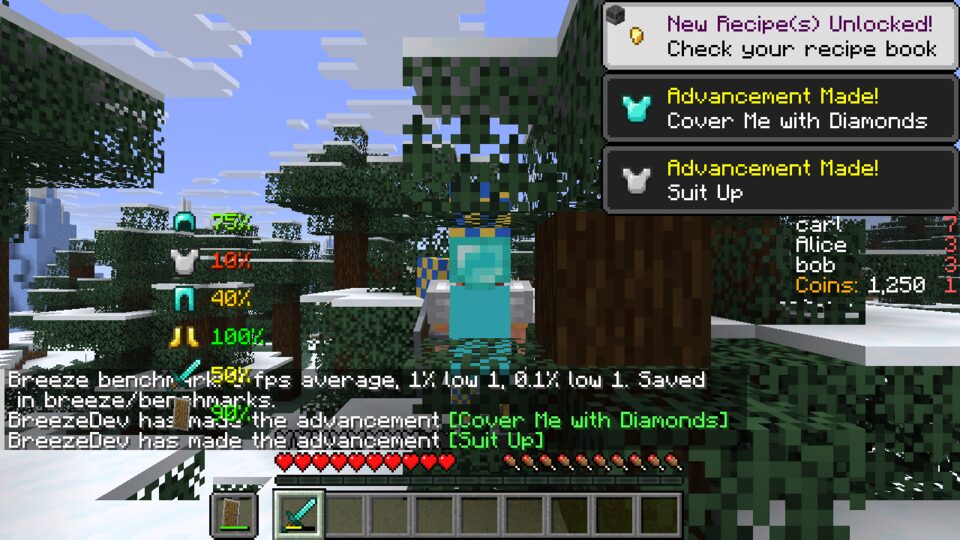 New Recipe(s) Unlocked!
Check your recipe book
Advancement Made!
Cover Me with Diamonds
Advancement Made!
Suit Up
carl 7
Alice 3
bob 3
Coins: 1,250 1
75%
10%
40%
100%
50%
90%
Breeze fps average, 1% low 1, 0.1% low 1. Saved
in breeze/benchmarks.
BreezeDev has made the advancement [Cover Me with Diamonds]
BreezeDev has made the advancement [Suit Up]